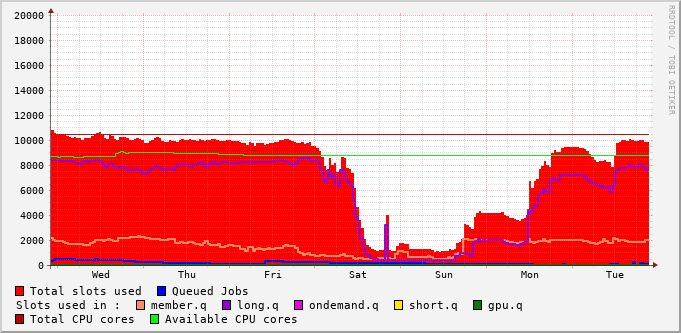 20000
18000
16000
14000
12000
10000
8000
6000
4000
2000
0
Wed Thu Fri Sat Sun Mon Tue
RRDTOOL / TOBI OETIKER
Total slots used Queued Jobs
Slots used in : member.q long.q ondemand.q short.q gpu.q
Total CPU cores Available CPU cores